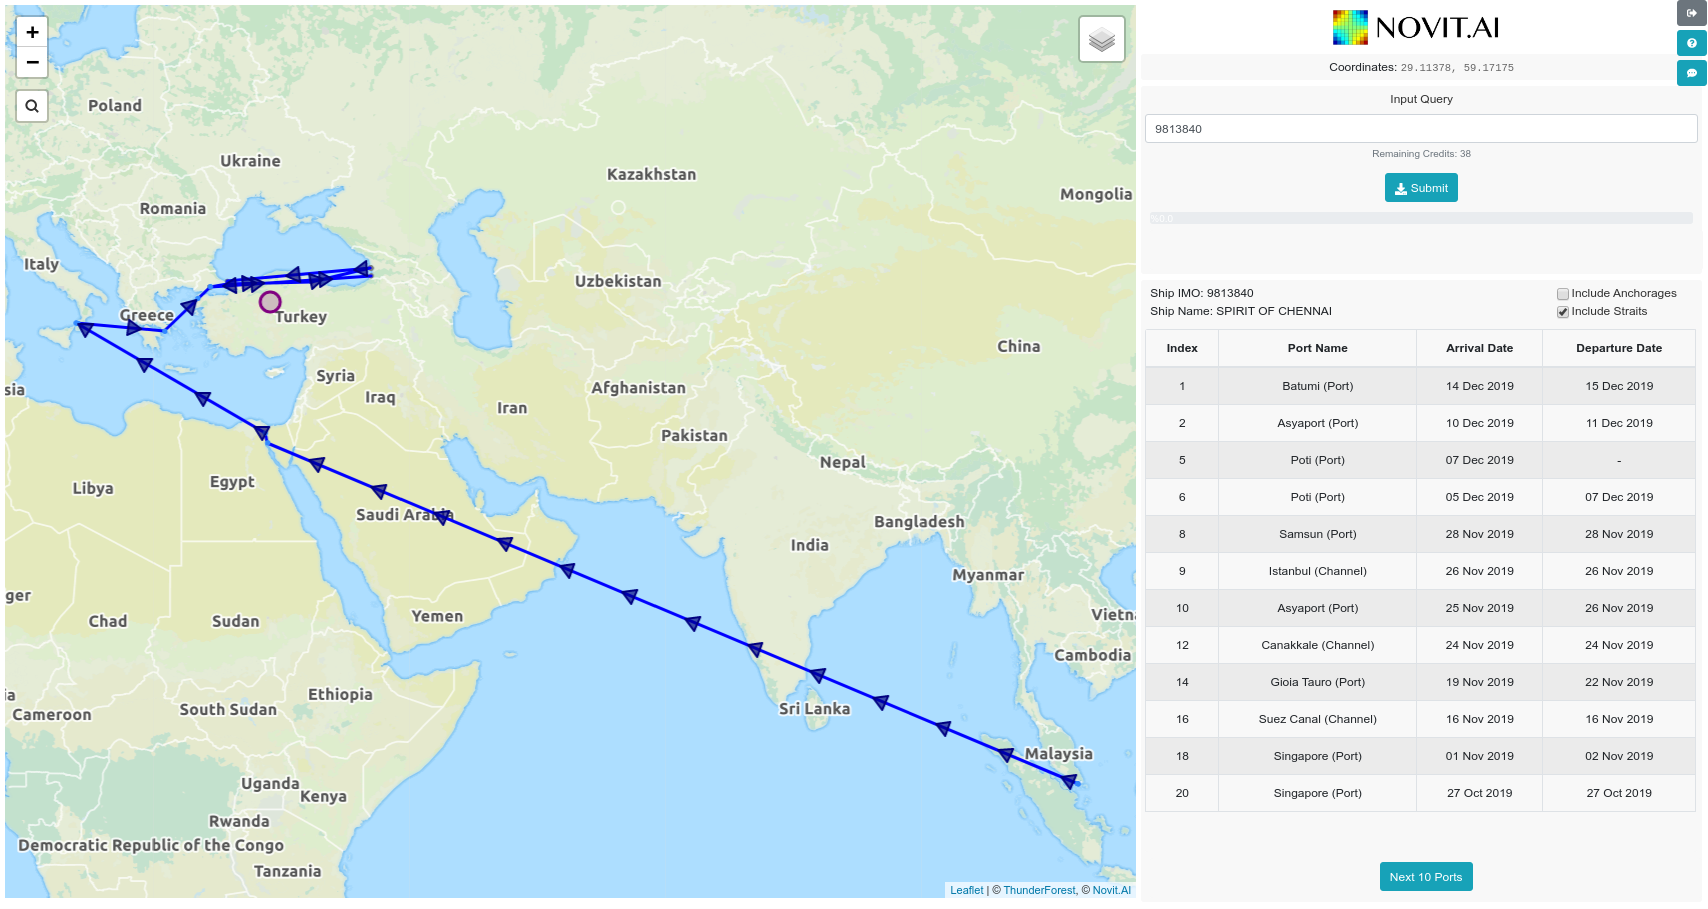 +
−
Poland
Ukraine
Kazakhstan
Mongolia
Romania
Italy
Uzbekistan
Greece
Turkey
China
Syria
Afghanistan
sia
Iraq
Iran
Pakistan
Nepal
Libya
Egypt
Saudi Arabia
Bangladesh
India
Myanmar
ger
Chad
Sudan
Yemen
Vietn
Cambodia
ia
Ethiopia
Cameroon
South Sudan
Sri Lanka
Malaysia
Uganda
Kenya
Rwanda
Democratic Republic of the Congo
Tanzania
Leaflet | © ThunderForest, © Novit.AI
NOVIT.AI
Coordinates: 29.11378, 59.17175
Input Query
9813840
Remaining Credits: 38
Submit
%0.0
Ship IMO: 9813840
Include Anchorages
Ship Name: SPIRIT OF CHENNAI
Include Straits
Index Port Name Arrival Date Departure Date
1 Batumi (Port) 14 Dec 2019 15 Dec 2019
2 Asyaport (Port) 10 Dec 2019 11 Dec 2019
5 Poti (Port) 07 Dec 2019 -
6 Poti (Port) 05 Dec 2019 07 Dec 2019
8 Samsun (Port) 28 Nov 2019 28 Nov 2019
9 Istanbul (Channel) 26 Nov 2019 26 Nov 2019
10 Asyaport (Port) 25 Nov 2019 26 Nov 2019
12 Canakkale (Channel) 24 Nov 2019 24 Nov 2019
14 Gioia Tauro (Port) 19 Nov 2019 22 Nov 2019
16 Suez Canal (Channel) 16 Nov 2019 16 Nov 2019
18 Singapore (Port) 01 Nov 2019 02 Nov 2019
20 Singapore (Port) 27 Oct 2019 27 Oct 2019
Next 10 Ports